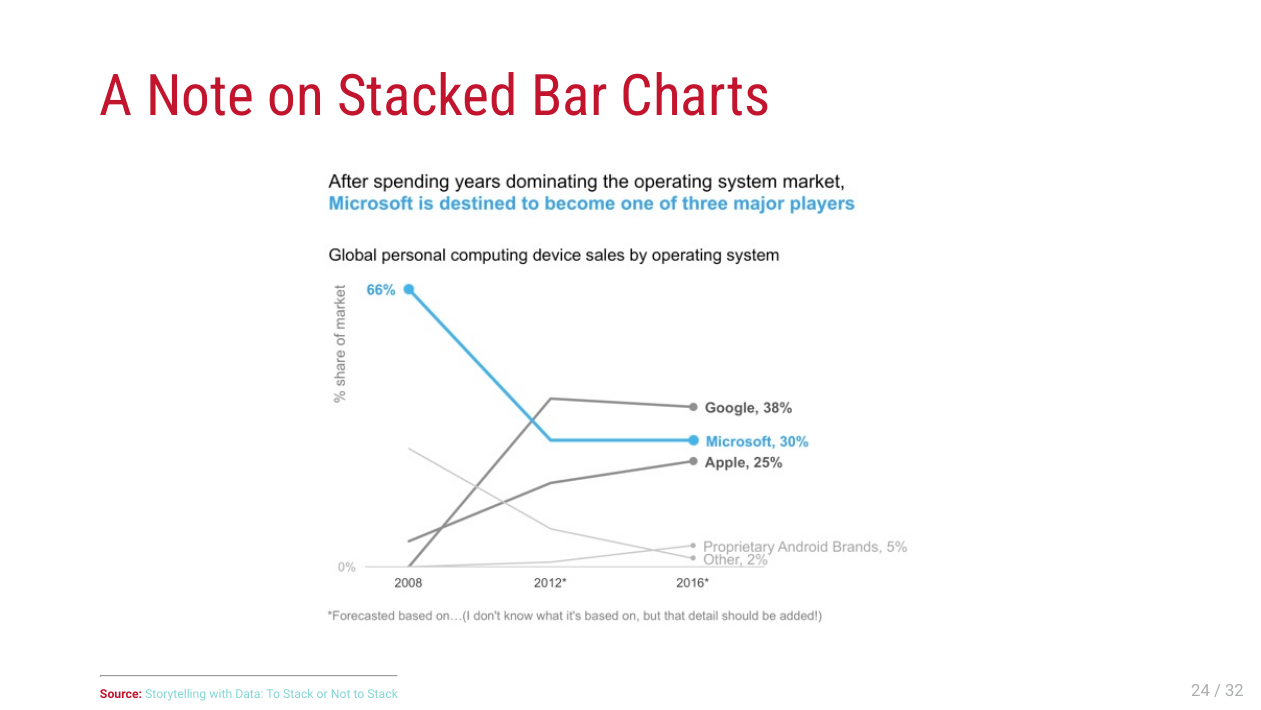 A Note on Stacked Bar Charts
After spending years dominating the operating system market,
Microsoft is destined to become one of three major players
Global personal computing device sales by operating system
% share of market
66%
Google, 38%
Microsoft, 30%
Apple, 25%
Proprietary Android Brands, 5%
Other, 2%
0%
2008 2012* 2016*
*Forecasted based on…(I don't know what it's based on, but that detail should be added!)
Source: Storytelling with Data: To Stack or Not to Stack
24 / 32